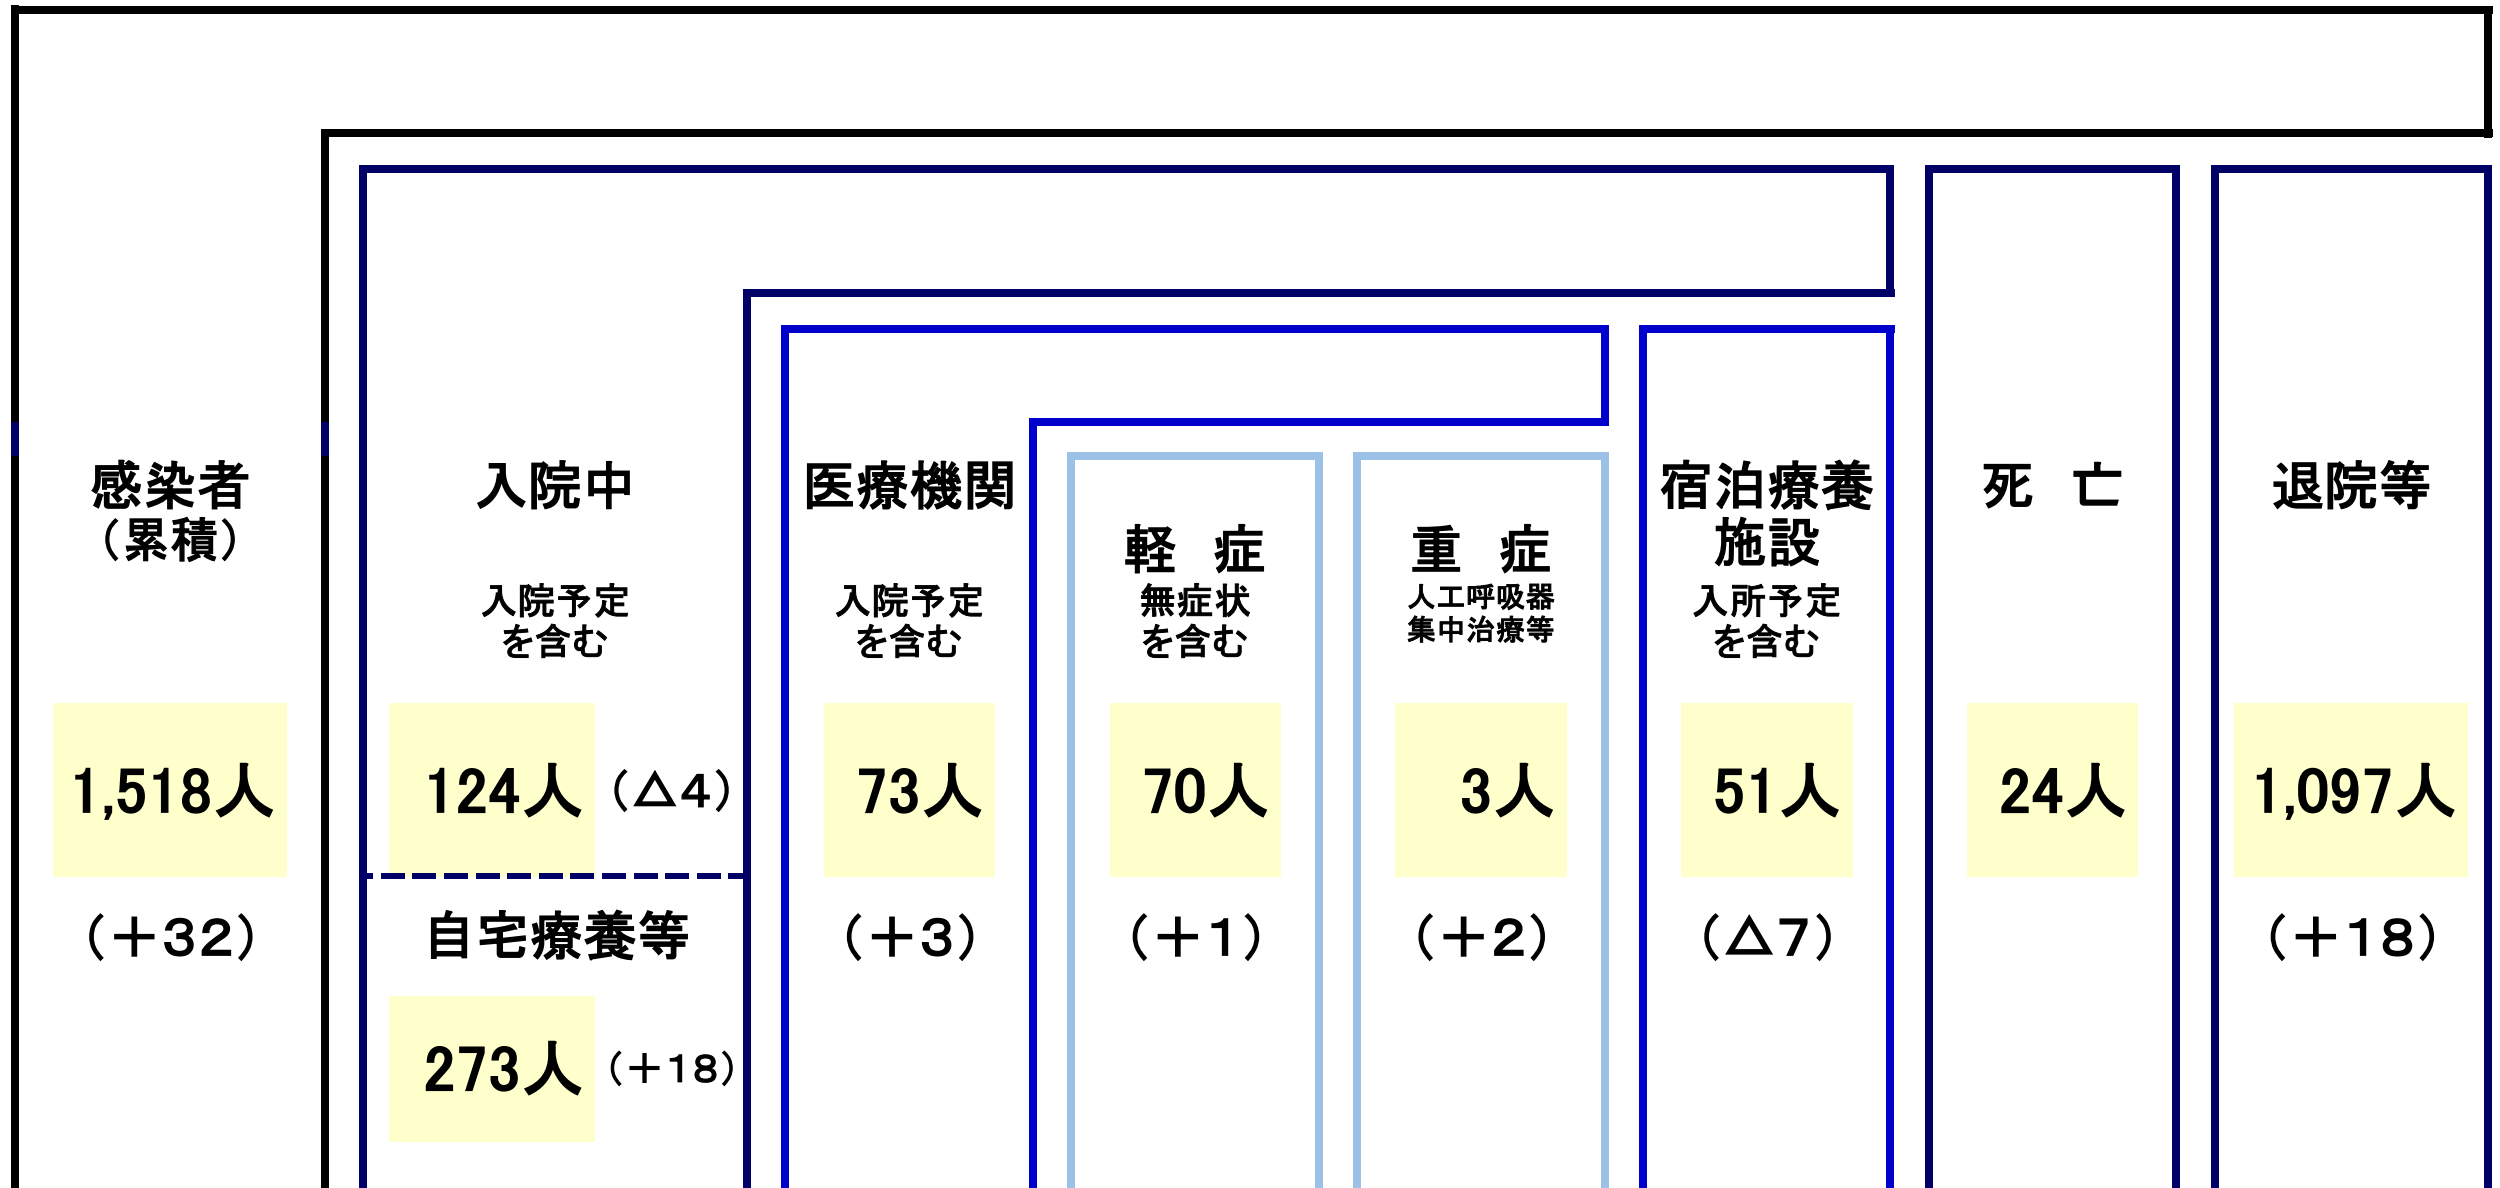 感染者
（累積）
1,518人
（＋32）
入院中
入院予定
を含む
124人（△4）
自宅療養等
273人（＋18）
医療機関
入院予定
を含む
73人
（＋3）
軽 症
無症状
を含む
70人
（＋1）
重 症
人工呼吸器
集中治療等
3人
（＋2）
宿泊療養
施設
入所予定
を含む
51人
（△7）
死 亡
24人
退院等
1,097人
（＋18）